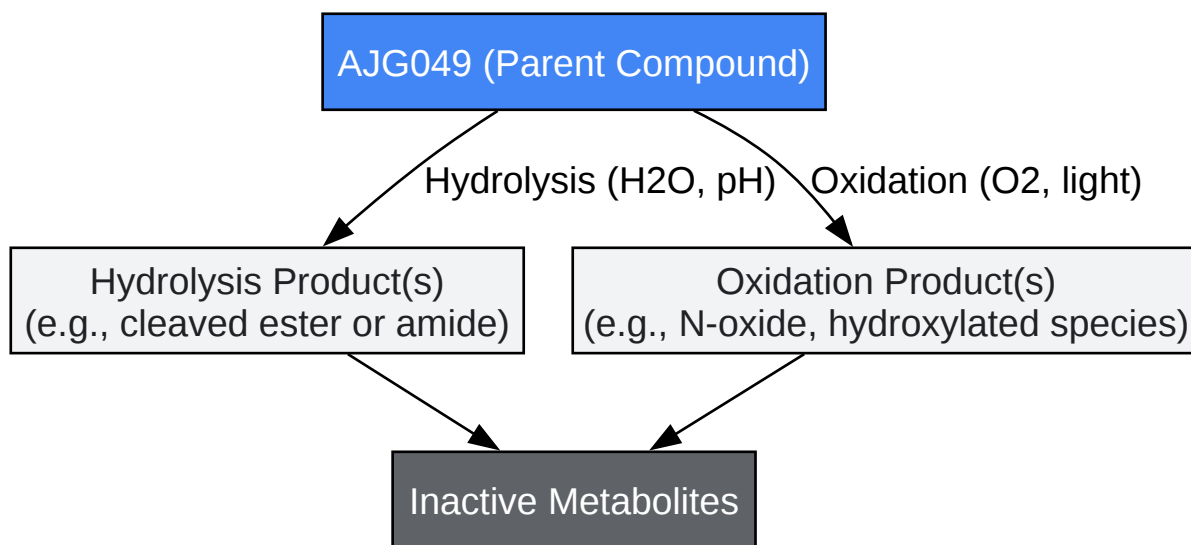 AJG049 (Parent Compound)
Hydrolysis (H2O, pH)
Oxidation (O2, light)
Hydrolysis Product(s)
(e.g., cleaved ester or amide)
Oxidation Product(s)
(e.g., N-oxide, hydroxylated species)
Inactive Metabolites